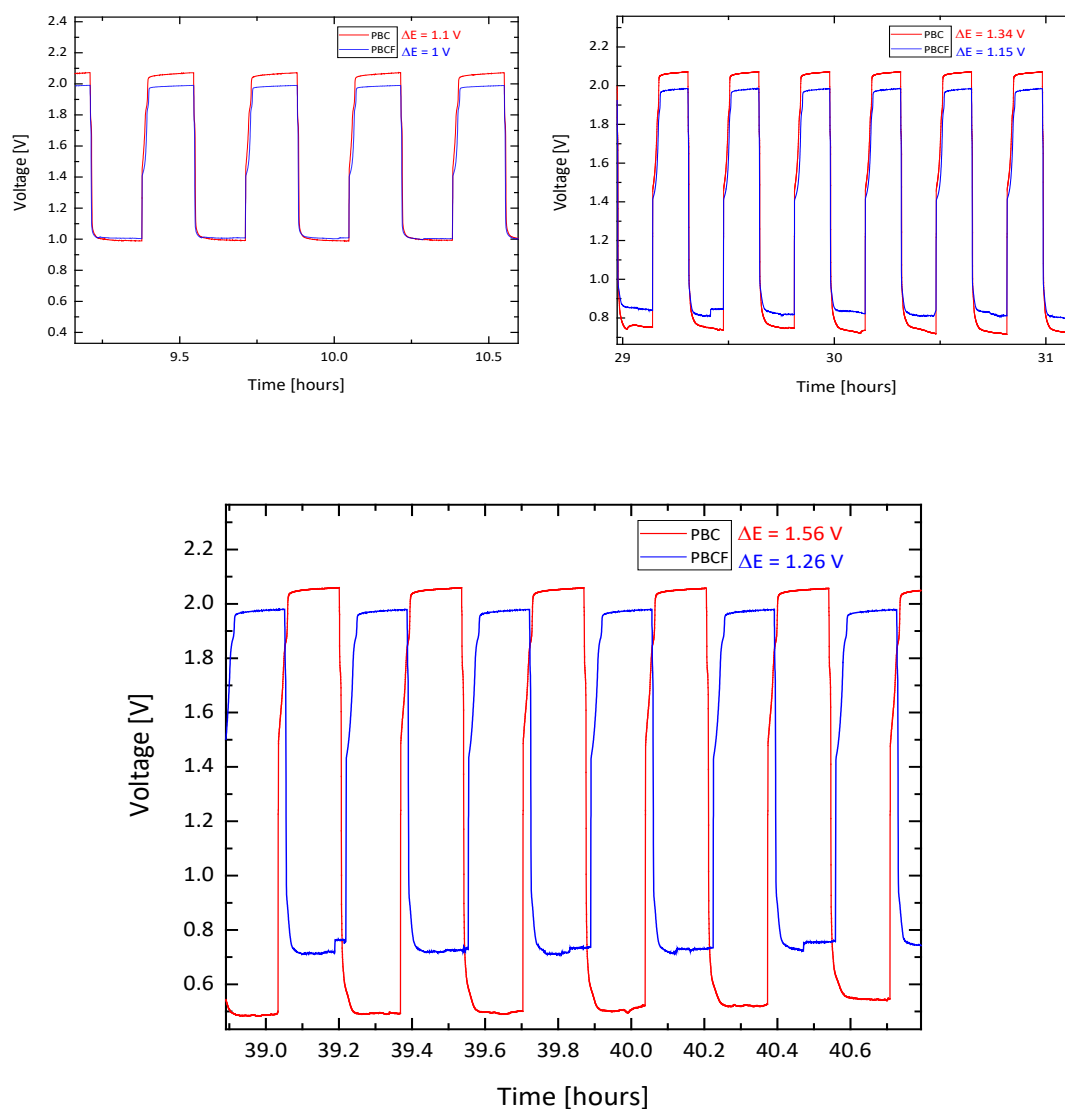 2.4
2.2
2.0
1.8
1.6
1.4
1.2
1.0
0.8
0.6
0.4
Voltage [V]
PBC ΔE = 1.1 V
PBCF ΔE = 1 V
9.5 10.0 10.5
Time [hours]
2.2
2.0
1.8
1.6
1.4
1.2
1.0
0.8
Voltage [V]
PBC ΔE = 1.34 V
PBCF ΔE = 1.15 V
29 30 31
Time [hours]
2.2
2.0
1.8
1.6
1.4
1.2
1.0
0.8
0.6
Voltage [V]
PBC ΔE = 1.56 V
PBCF ΔE = 1.26 V
39.0 39.2 39.4 39.6 39.8 40.0 40.2 40.4 40.6
Time [hours]